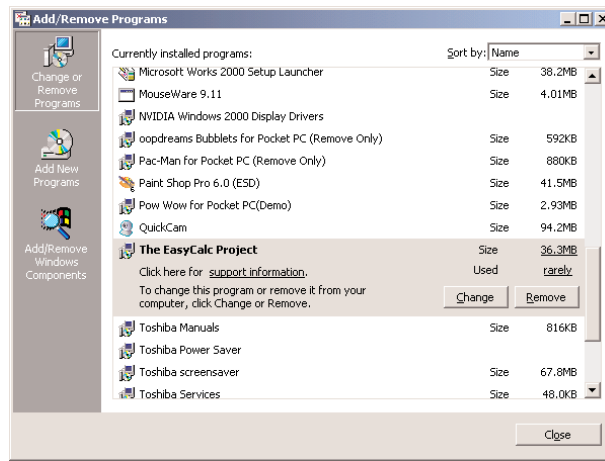 Add/Remove Programs
Change or
Remove
Programs
Add New
Programs
Add/Remove
Windows
Components
Currently installed programs:
Sort by: Name
Microsoft Works 2000 Setup Launcher Size 38.2MB
MouseWare 9.11 Size 4.01MB
NVIDIA Windows 2000 Display Drivers
oopdreams Bubblets for Pocket PC (Remove Only) Size 592KB
Pac-Man for Pocket PC (Remove Only) Size 880KB
Paint Shop Pro 6.0 (ESD) Size 41.5MB
Pow Wow for Pocket PC(Demo) Size 2.93MB
QuickCam Size 94.2MB
The EasyCalc Project Size 36.3MB
Click here for support information. Used rarely
To change this program or remove it from your
computer, click Change or Remove.
Change Remove
Toshiba Manuals Size 816KB
Toshiba Power Saver
Toshiba screensaver Size 67.8MB
Toshiba Services Size 48.0KB
Close